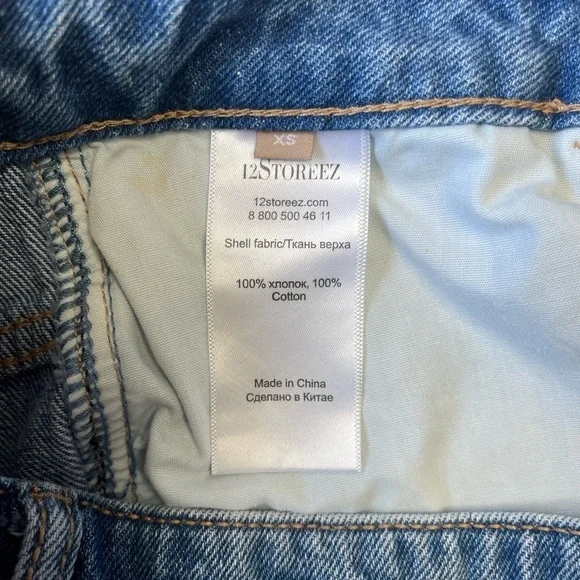 XS
12STOREEZ
12storeez.com
8 800 500 46 11
Shell fabric/Ткань верха
100% хлопок, 100%
Cotton
Made in China
Сделано в Китае